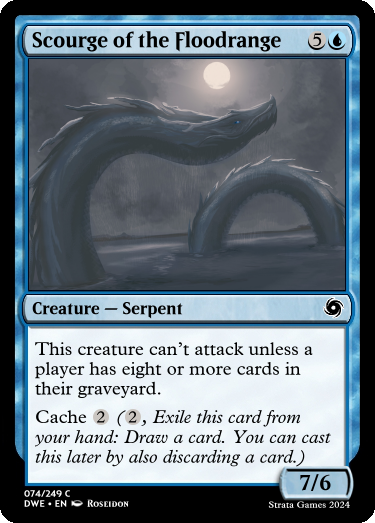 Scourge of the Floodrange 5
Creature — Serpent
This creature can't attack unless a
player has eight or more cards in
their graveyard.
Cache 2 (2, Exile this card from
your hand: Draw a card. You can cast
this later by also discarding a card.)
7/6
074/249 C
DWE • EN Roseidon
Strata Games 2024